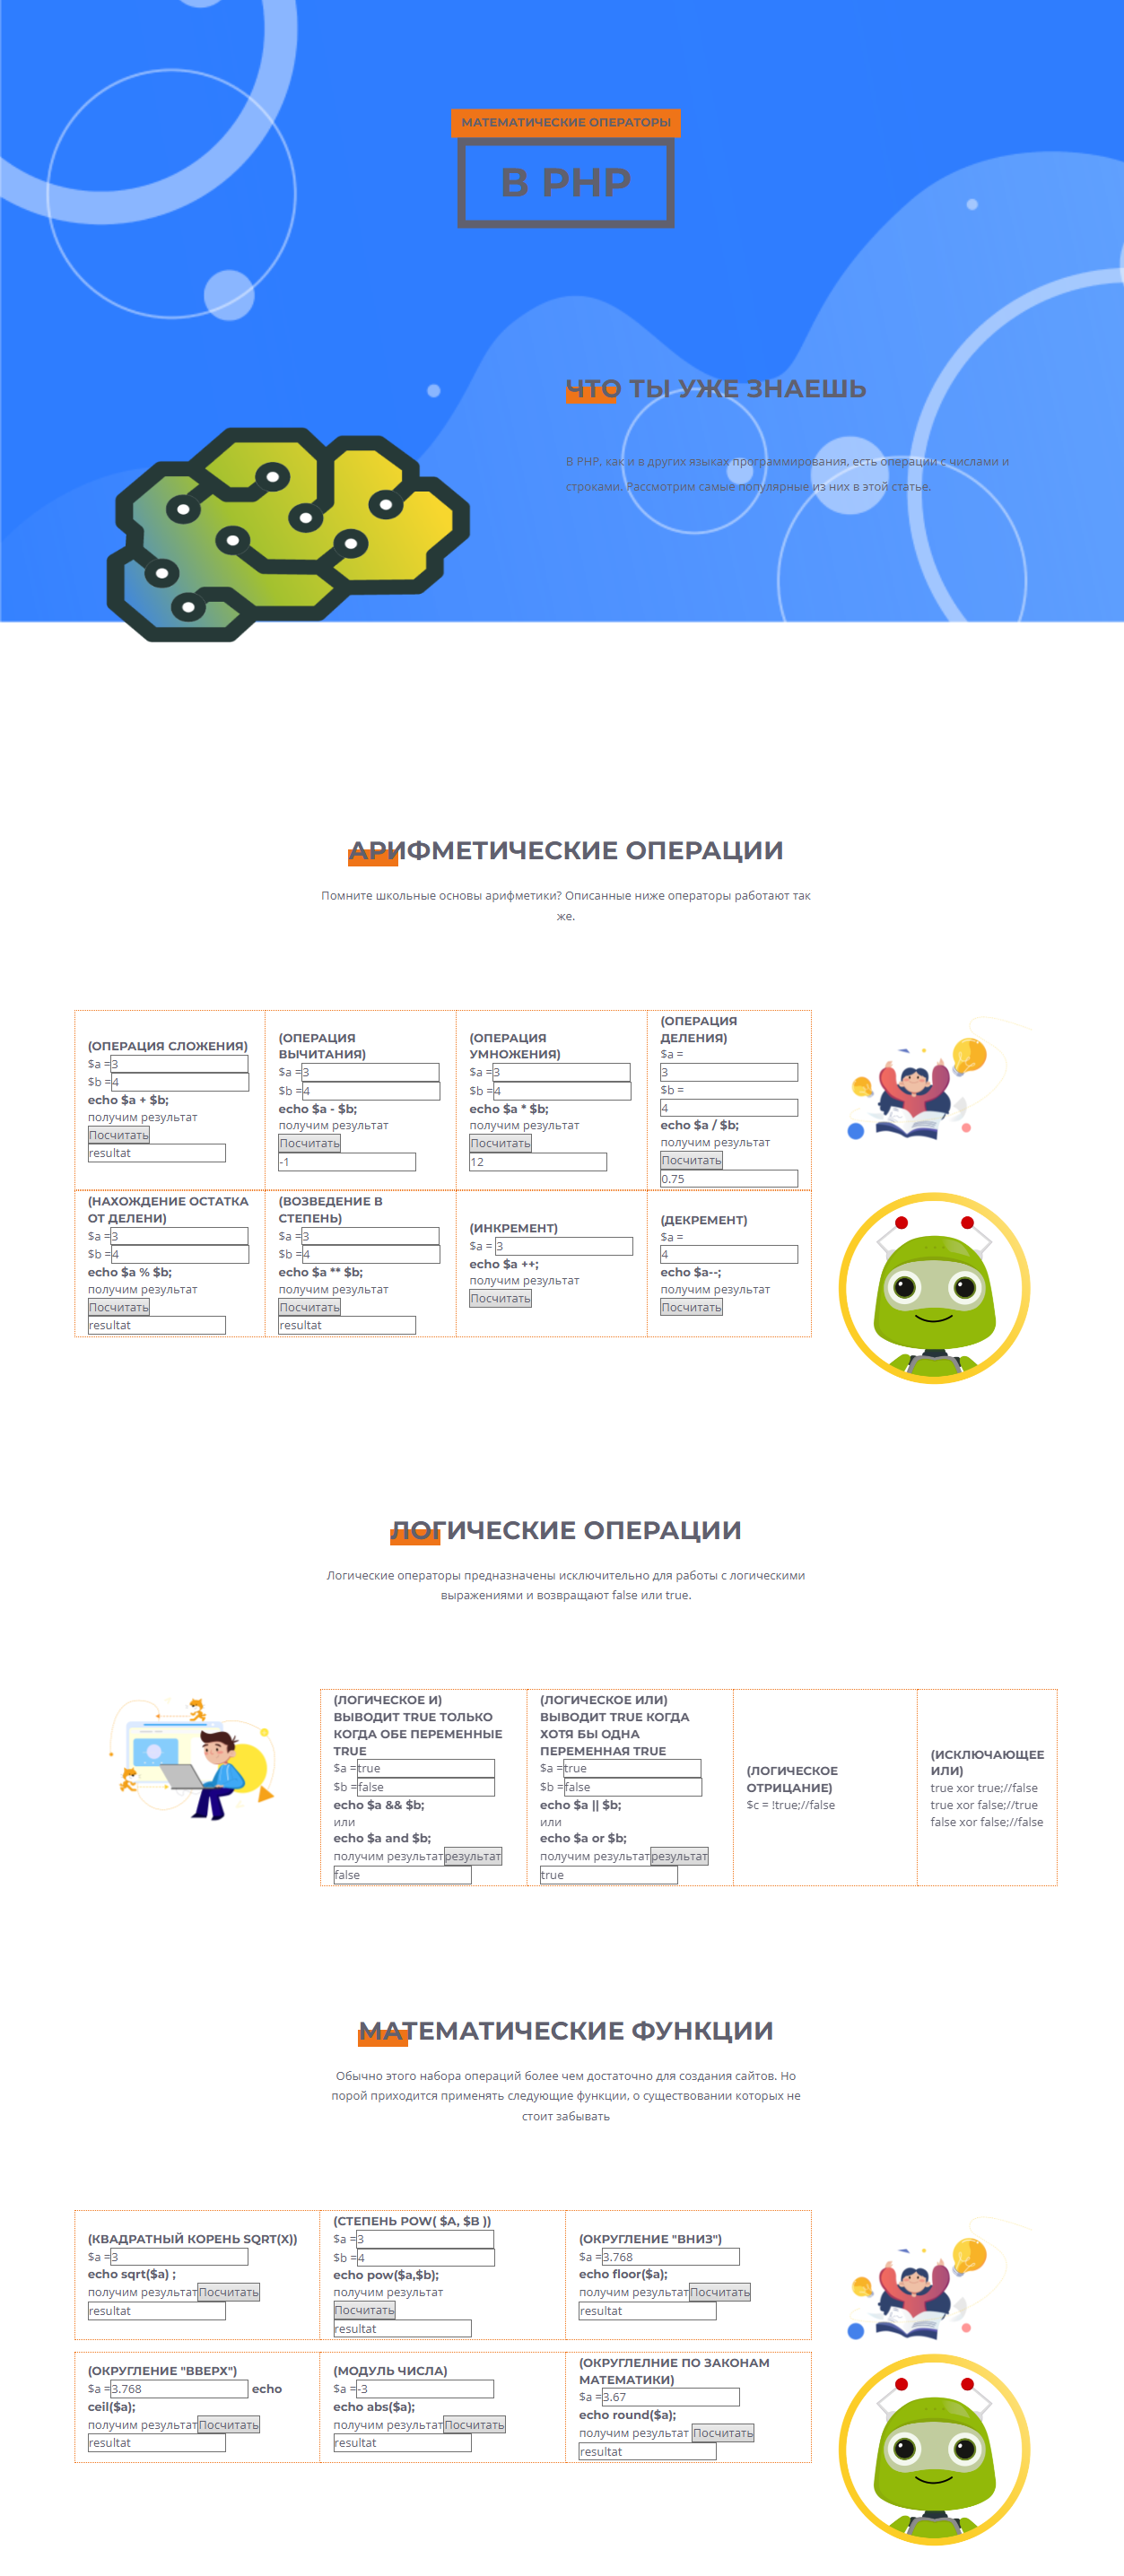 МАТЕМАТИЧЕСКИЕ ОПЕРАТОРЫ
В PHP
ЧТО ТЫ УЖЕ ЗНАЕШЬ
В PHP, как и в других языках программирования, есть операции с числами и
строками. Рассмотрим самые популярные из них в этой статье.
АРИФМЕТИЧЕСКИЕ ОПЕРАЦИИ
Помните школьные основы арифметики? Описанные ниже операторы работают так
же.
(ОПЕРАЦИЯ СЛОЖЕНИЯ)
$a =3
$b =4
echo $a + $b;
получим результат
Посчитать
resultat
(ОПЕРАЦИЯ
ВЫЧИТАНИЯ)
$a =3
$b =4
echo $a - $b;
получим результат
Посчитать
-1
(ОПЕРАЦИЯ
УМНОЖЕНИЯ)
$a =3
$b =4
echo $a * $b;
получим результат
Посчитать
12
(ОПЕРАЦИЯ
ДЕЛЕНИЯ)
$a =
3
$b =
4
echo $a / $b;
получим результат
Посчитать
0.75
(НАХОЖДЕНИЕ ОСТАТКА
ОТ ДЕЛЕНИ)
$a =3
$b =4
echo $a % $b;
получим результат
Посчитать
resultat
(ВОЗВЕДЕНИЕ В
СТЕПЕНЬ)
$a =3
$b =4
echo $a ** $b;
получим результат
Посчитать
resultat
(ИНКРЕМЕНТ)
$a = 3
echo $a ++;
получим результат
Посчитать
(ДЕКРЕМЕНТ)
$a =
4
echo $a--;
получим результат
Посчитать
ЛОГИЧЕСКИЕ ОПЕРАЦИИ
Логические операторы предназначены исключительно для работы с логическими
выражениями и возвращают false или true.
(ЛОГИЧЕСКОЕ И)
ВЫВОДИТ TRUE ТОЛЬКО
КОГДА ОБЕ ПЕРЕМЕННЫЕ
TRUE
$a =true
$b =false
echo $a && $b;
или
echo $a and $b;
получим результатрезультат
false
(ЛОГИЧЕСКОЕ ИЛИ)
ВЫВОДИТ TRUE КОГДА
ХОТЯ БЫ ОДНА
ПЕРЕМЕННАЯ TRUE
$a =true
$b =false
echo $a || $b;
или
echo $a or $b;
получим результатрезультат
true
(ЛОГИЧЕСКОЕ
ОТРИЦАНИЕ)
$c = !true;//false
(ИСКЛЮЧАЮЩЕЕ
ИЛИ)
true xor true;//false
true xor false;//true
false xor false;//false
МАТЕМАТИЧЕСКИЕ ФУНКЦИИ
Обычно этого набора операций более чем достаточно для создания сайтов. Но
порой приходится применять следующие функции, о существовании которых не
стоит забывать
(КВАДРАТНЫЙ КОРЕНЬ SQRT(X))
$a =3
echo sqrt($a) ;
получим результатПосчитать
resultat
(СТЕПЕНЬ POW( $A, $B ))
$a =3
$b =4
echo pow($a,$b);
получим результат
Посчитать
resultat
(ОКРУГЛЕНИЕ "ВНИЗ")
$a =3.768
echo floor($a);
получим результатПосчитать
resultat
(ОКРУГЛЕНИЕ "ВВЕРХ")
$a =3.768 echo
ceil($a);
получим результатПосчитать
resultat
(МОДУЛЬ ЧИСЛА)
$a =-3
echo abs($a);
получим результатПосчитать
resultat
(ОКРУГЛЕЛНИЕ ПО ЗАКОНАМ
МАТЕМАТИКИ)
$a =3.67
echo round($a);
получим результат Посчитать
resultat